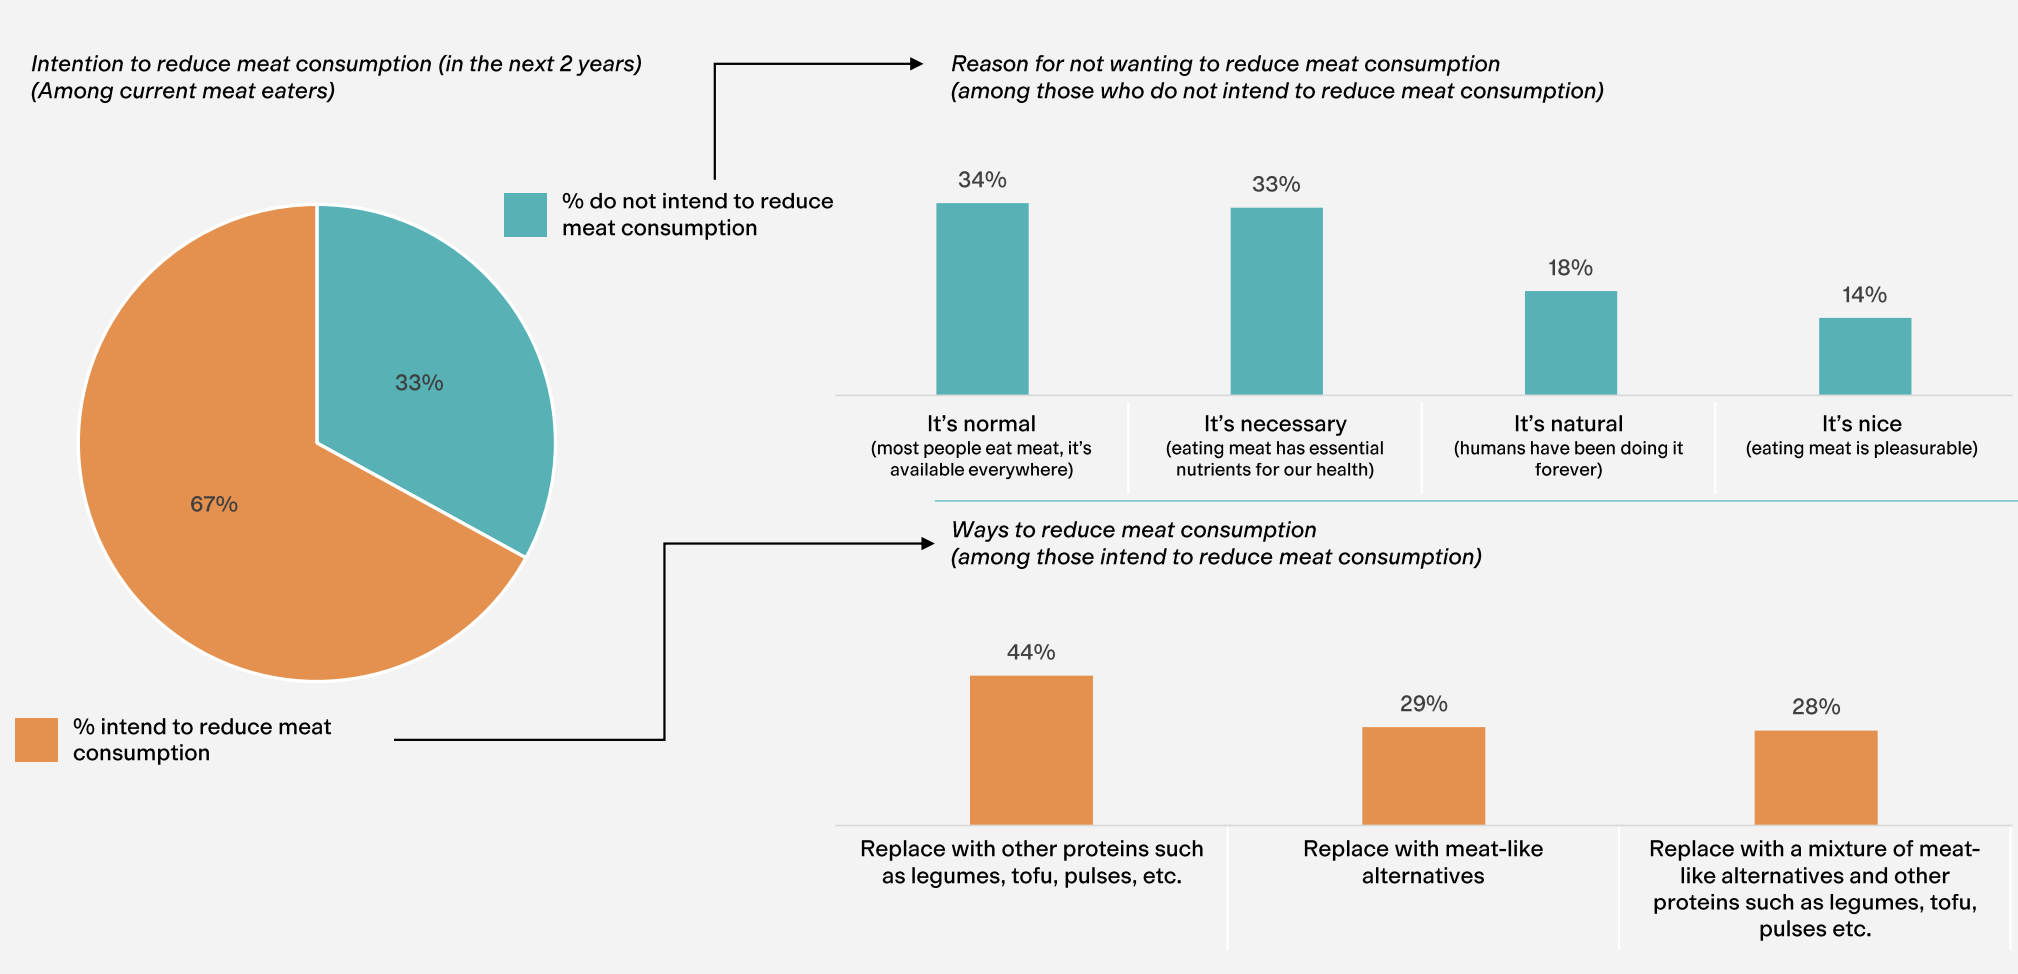 Intention to reduce meat consumption (in the next 2 years)
(Among current meat eaters)
% do not intend to reduce
meat consumption
33%
67%
% intend to reduce meat
consumption
Reason for not wanting to reduce meat consumption
(among those who do not intend to reduce meat consumption)
34%
33%
18%
14%
It’s normal
(most people eat meat, it’s
available everywhere)
It’s necessary
(eating meat has essential
nutrients for our health)
It’s natural
(humans have been doing it
forever)
It’s nice
(eating meat is pleasurable)
Ways to reduce meat consumption
(among those intend to reduce meat consumption)
44%
29%
28%
Replace with other proteins such
as legumes, tofu, pulses, etc.
Replace with meat-like
alternatives
Replace with a mixture of meat-
like alternatives and other
proteins such as legumes, tofu,
pulses etc.